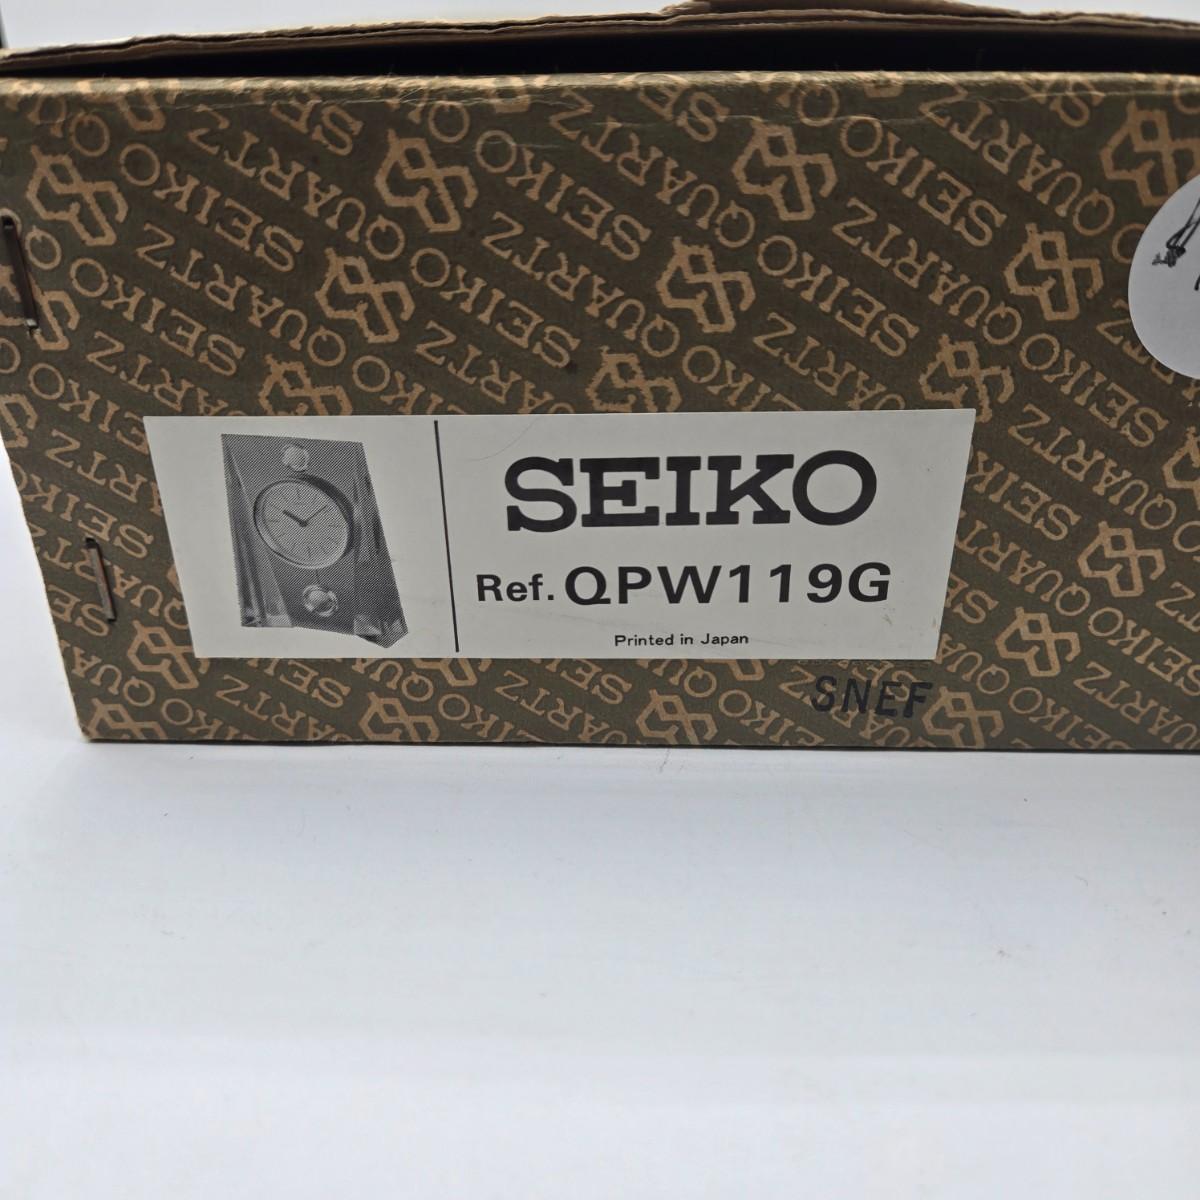 SEIKO
Ref. QPW119G
Printed in Japan
SNEF
SEIKO QUARTZ